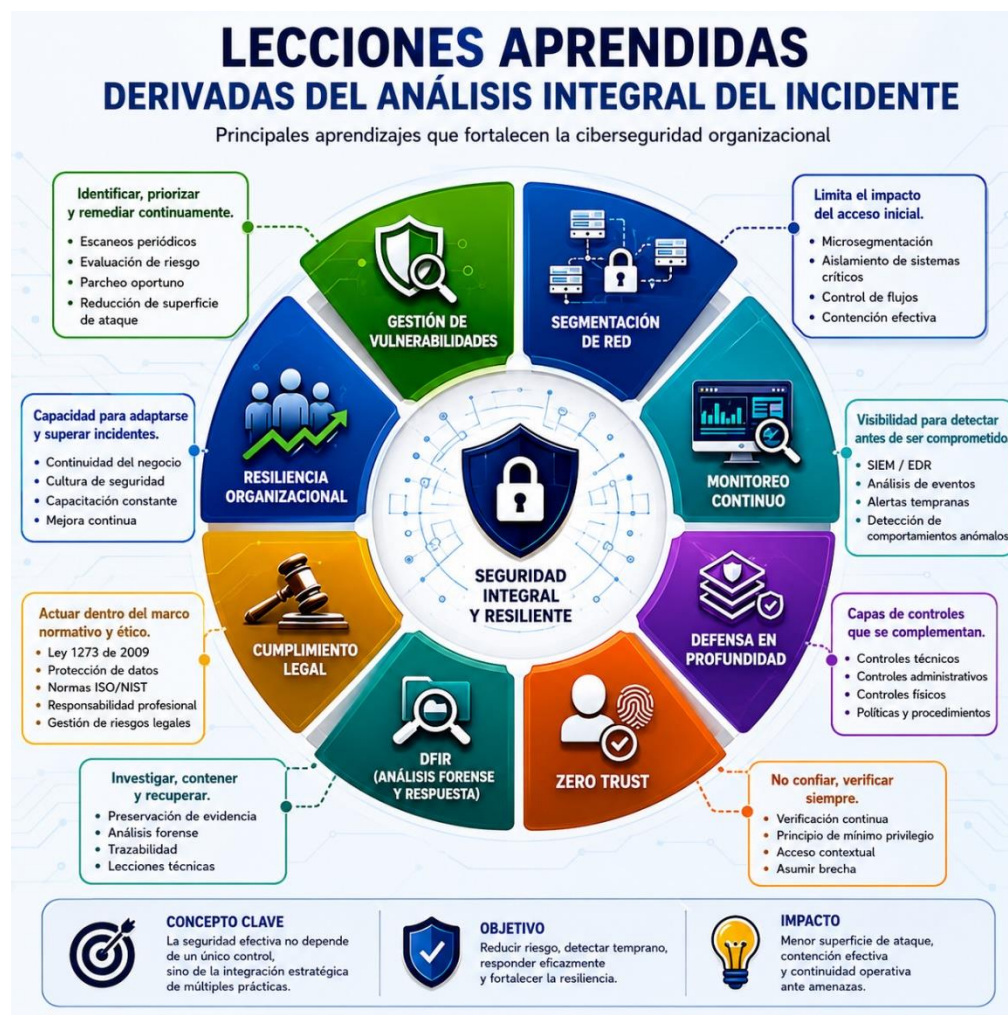 LECCIONES APRENDIDAS
DERIVADAS DEL ANÁLISIS INTEGRAL DEL INCIDENTE
Principales aprendizajes que fortalecen la ciberseguridad organizacional
Identificar, priorizar
y remediar continuamente.
• Escaneos periódicos
• Evaluación de riesgo
• Parcheo oportuno
• Reducción de superficie
de ataque
GESTIÓN DE
VULNERABILIDADES
SEGMENTACIÓN
DE RED
Limita el impacto
del acceso inicial.
• Microsegmentación
• Aislamiento de sistemas
críticos
• Control de flujos
• Contención efectiva
Capacidad para adaptarse
y superar incidentes.
• Continuidad del negocio
• Cultura de seguridad
• Capacitación constante
• Mejora continua
RESILIENCIA
ORGANIZACIONAL
MONITOREO
CONTINUO
Visibilidad para detectar
antes de ser comprometido
• SIEM / EDR
• Análisis de eventos
• Alertas tempranas
• Detección de
comportamientos anómalos
SEGURIDAD
INTEGRAL
Y RESILIENTE
Actuar dentro del marco
normativo y ético.
• Ley 1273 de 2009
• Protección de datos
• Normas ISO/NIST
• Responsabilidad profesional
• Gestión de riesgos legales
CUMPLIMIENTO
LEGAL
DEFENSA EN
PROFUNDIDAD
Capas de controles
que se complementan.
• Controles técnicos
• Controles administrativos
• Controles físicos
• Políticas y procedimientos
Investigar, contener
y recuperar.
• Preservación de evidencia
• Análisis forense
• Trazabilidad
• Lecciones técnicas
DFIR
(ANÁLISIS FORENSE
Y RESPUESTA)
ZERO TRUST
No confiar, verificar
siempre.
• Verificación continua
• Principio de mínimo privilegio
• Acceso contextual
• Asumir brecha
CONCEPTO CLAVE
La seguridad efectiva no depende
de un único control,
sino de la integración estratégica
de múltiples prácticas.
OBJETIVO
Reducir riesgo, detectar temprano,
responder eficazmente
y fortalecer la resiliencia.
IMPACTO
Menor superficie de ataque,
contención efectiva
y continuidad operativa
ante amenazas.